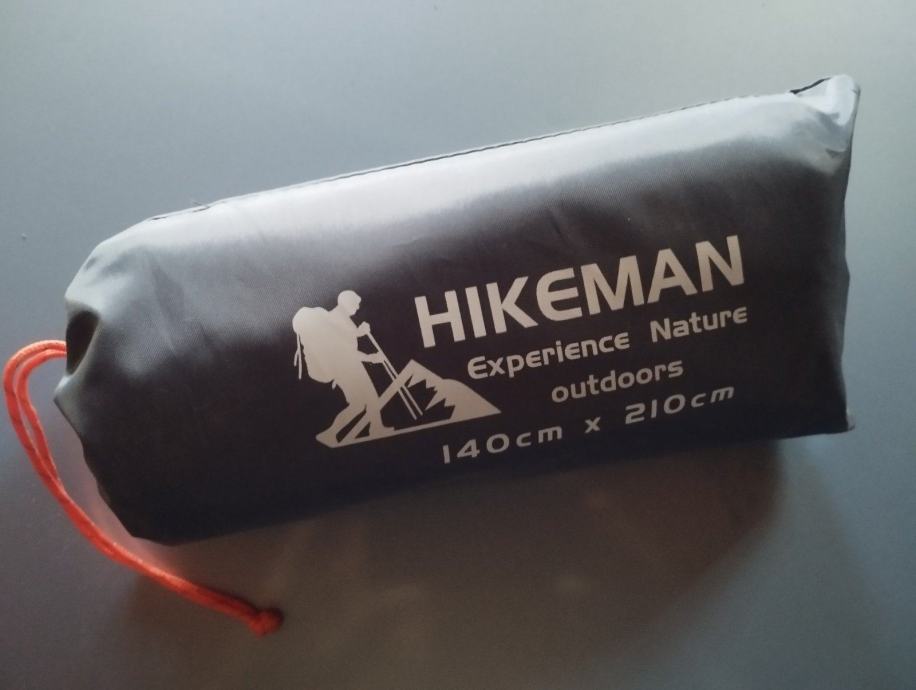 HIKEMAN
Experience Nature
outdoors
140cm x 210cm